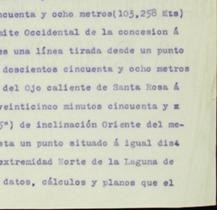 ncuenta y ocho metros(103,258 Mts)
mite Occidental de la concesion á
es una línea tirada desde un punto
doscientos cincuenta y ocho metros
del Ojo caliente de Santa Rosa á
veinticinco minutos cincuenta y x
5°) de inclinación Oriente del me-
sta un punto situado á igual dis-
extremidad Norte de la Laguna de
datos, cálculos y planos que el